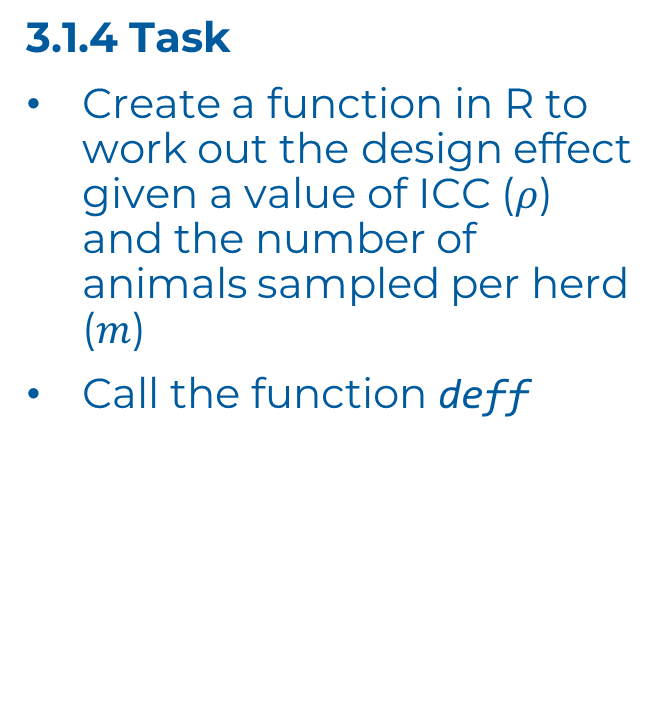 3.1.4 Task
• Create a function in R to
work out the design effect
given a value of ICC (ρ)
and the number of
animals sampled per herd
(m)
• Call the function deff